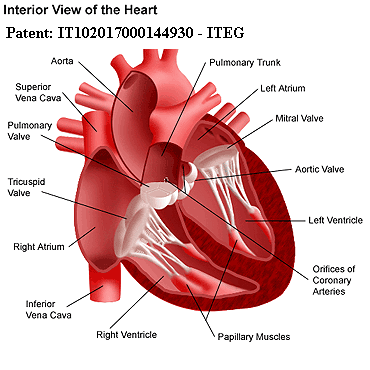 Interior View of the Heart
Patent: IT102017000144930 - ITEG
Aorta
Pulmonary Trunk
Superior
Vena Cava
Left Atrium
Mitral Valve
Pulmonary
Valve
Aortic Valve
Tricuspid
Valve
Left Ventricle
Right Atrium
Orifices of
Coronary
Arteries
Inferior
Vena Cava
Right Ventricle
Papillary Muscles